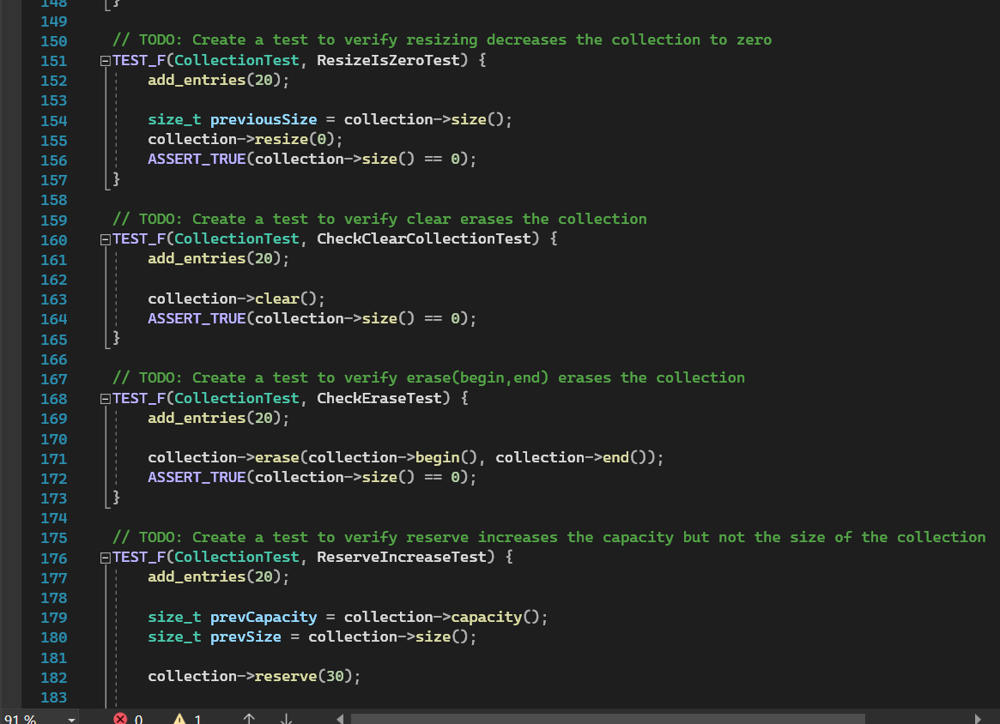 148 }
149
150 // TODO: Create a test to verify resizing decreases the collection to zero
151 TEST_F(CollectionTest, ResizeIsZeroTest) {
152 add_entries(20);
153
154 size_t previousSize = collection->size();
155 collection->resize(0);
156 ASSERT_TRUE(collection->size() == 0);
157 }
158
159 // TODO: Create a test to verify clear erases the collection
160 TEST_F(CollectionTest, CheckClearCollectionTest) {
161 add_entries(20);
162
163 collection->clear();
164 ASSERT_TRUE(collection->size() == 0);
165 }
166
167 // TODO: Create a test to verify erase(begin,end) erases the collection
168 TEST_F(CollectionTest, CheckEraseTest) {
169 add_entries(20);
170
171 collection->erase(collection->begin(), collection->end());
172 ASSERT_TRUE(collection->size() == 0);
173 }
174
175 // TODO: Create a test to verify reserve increases the capacity but not the size of the collection
176 TEST_F(CollectionTest, ReserveIncreaseTest) {
177 add_entries(20);
178
179 size_t prevCapacity = collection->capacity();
180 size_t prevSize = collection->size();
181
182 collection->reserve(30);
183
91 % 0 1